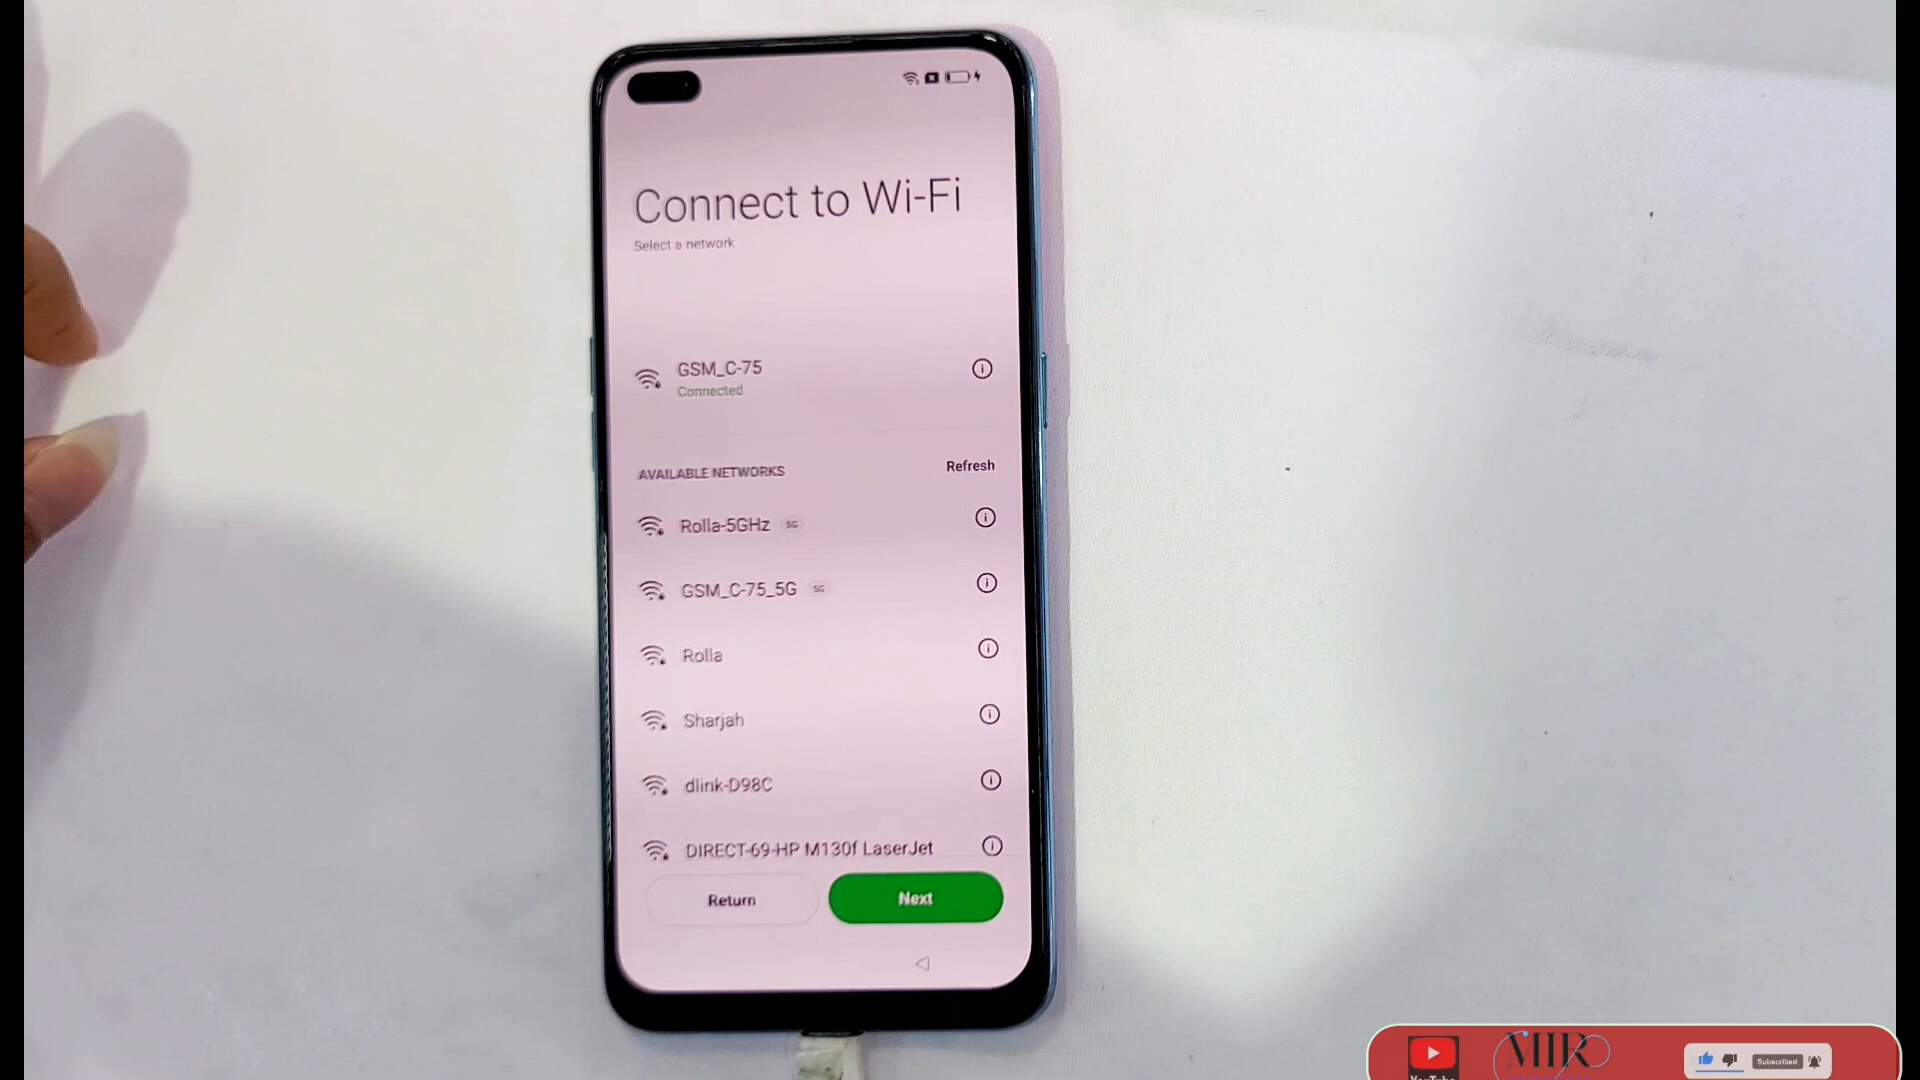 Connect to Wi-Fi
Select a network
GSM_C-75
Connected
AVAILABLE NETWORKS
Refresh
Rolla-5GHz 5G
GSM_C-75_5G 5G
Rolla
Sharjah
dlink-D98C
DIRECT-69-HP M130f LaserJet
Return
Next
MIR
YouTube
Subscribed